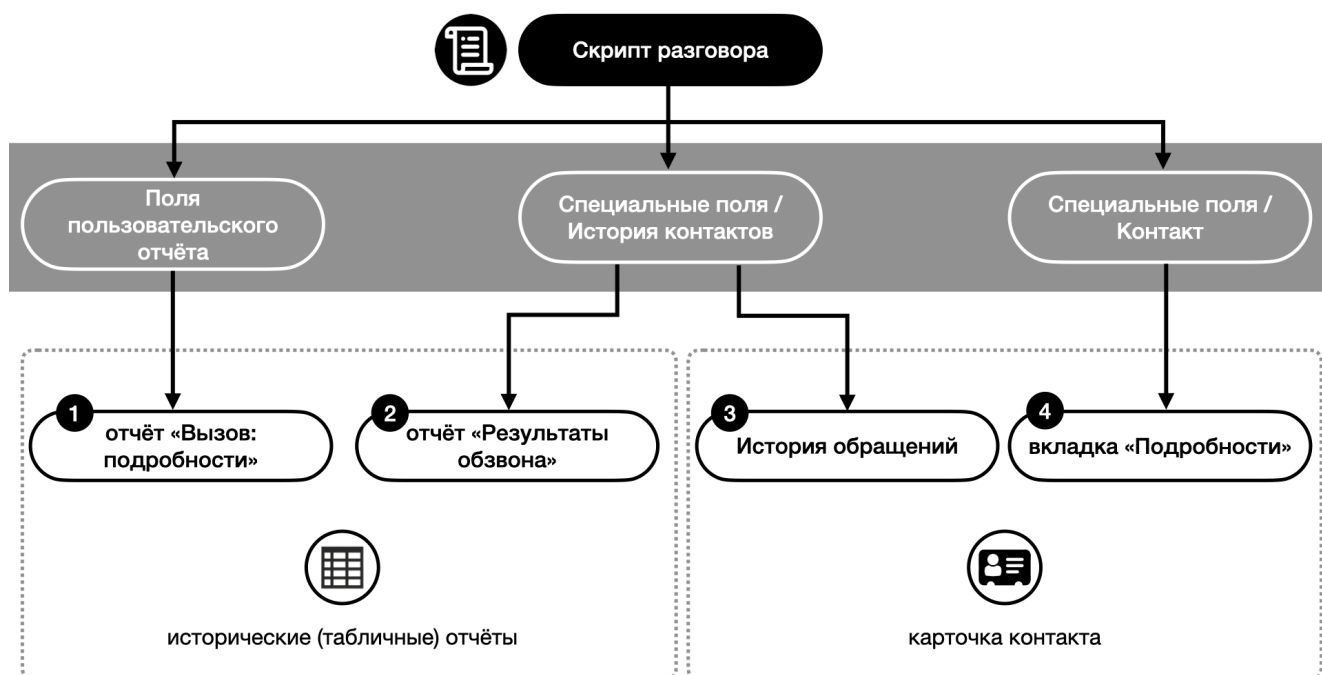 Скрипт разговора
Поля
пользовательского
отчёта
Специальные поля /
История контактов
Специальные поля /
Контакт
1
отчёт «Вызов:
подробности»
2
отчёт «Результаты
обзвона»
3
История обращений
4
вкладка «Подробности»
исторические (табличные) отчёты
карточка контакта